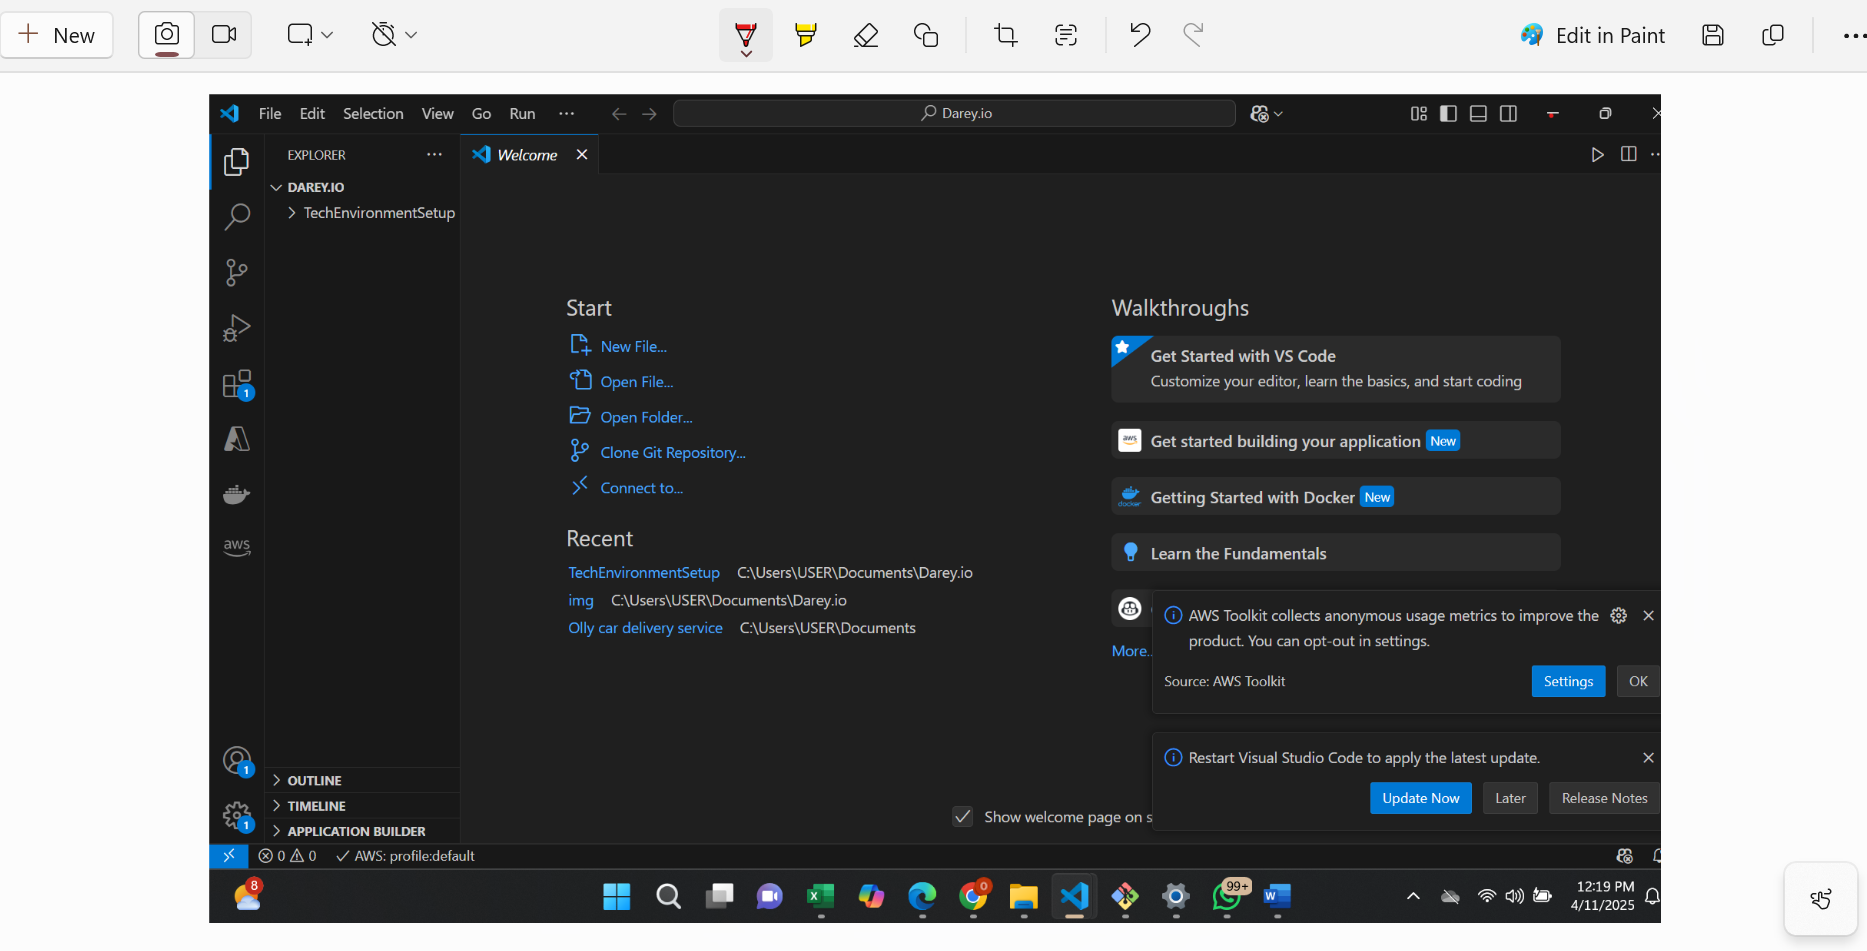 New
Edit in Paint
File Edit Selection View Go Run
Darey.io
EXPLORER
Welcome
DAREY.IO
TechEnvironmentSetup
Start
New File...
Open File...
Open Folder...
Clone Git Repository...
Connect to...
Recent
TechEnvironmentSetup C:\Users\USER\Documents\Darey.io
img C:\Users\USER\Documents\Darey.io
Olly car delivery service C:\Users\USER\Documents
Walkthroughs
Get Started with VS Code
Customize your editor, learn the basics, and start coding
aws Get started building your application New
docker Getting Started with Docker New
Learn the Fundamentals
More..
AWS Toolkit collects anonymous usage metrics to improve the
product. You can opt-out in settings.
Source: AWS Toolkit
Settings OK
Restart Visual Studio Code to apply the latest update.
Update Now Later Release Notes
Show welcome page on s
1
aws
1
1
OUTLINE
TIMELINE
APPLICATION BUILDER
0 0 AWS: profile:default
8
0
99+
12:19 PM
4/11/2025